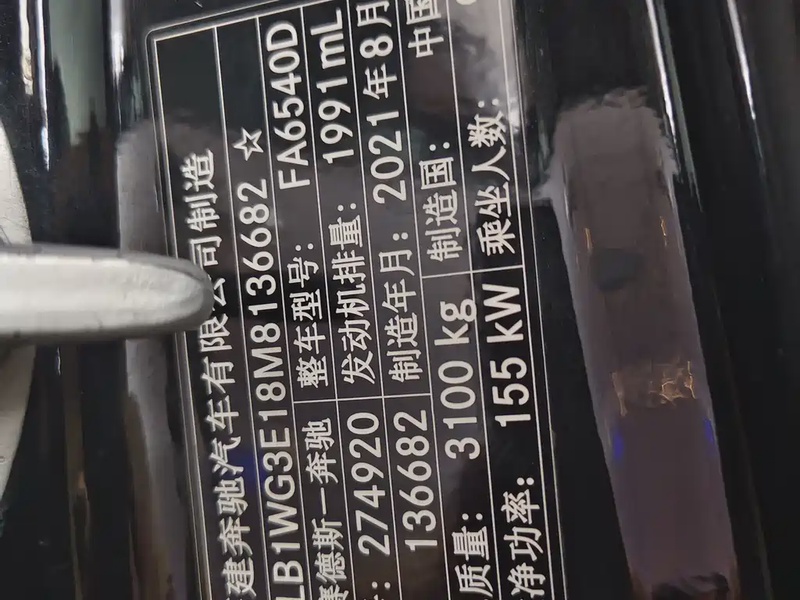 建奔驰汽车有限公司制造
LB1WG3E18M8136682 ☆
赛德斯—奔驰 整车型号: FA6540D
: 274920 发动机排量: 1991mL
136682 制造年月: 2021年8月
质量: 3100 kg 制造国: 中国
净功率: 155 kW 乘坐人数: